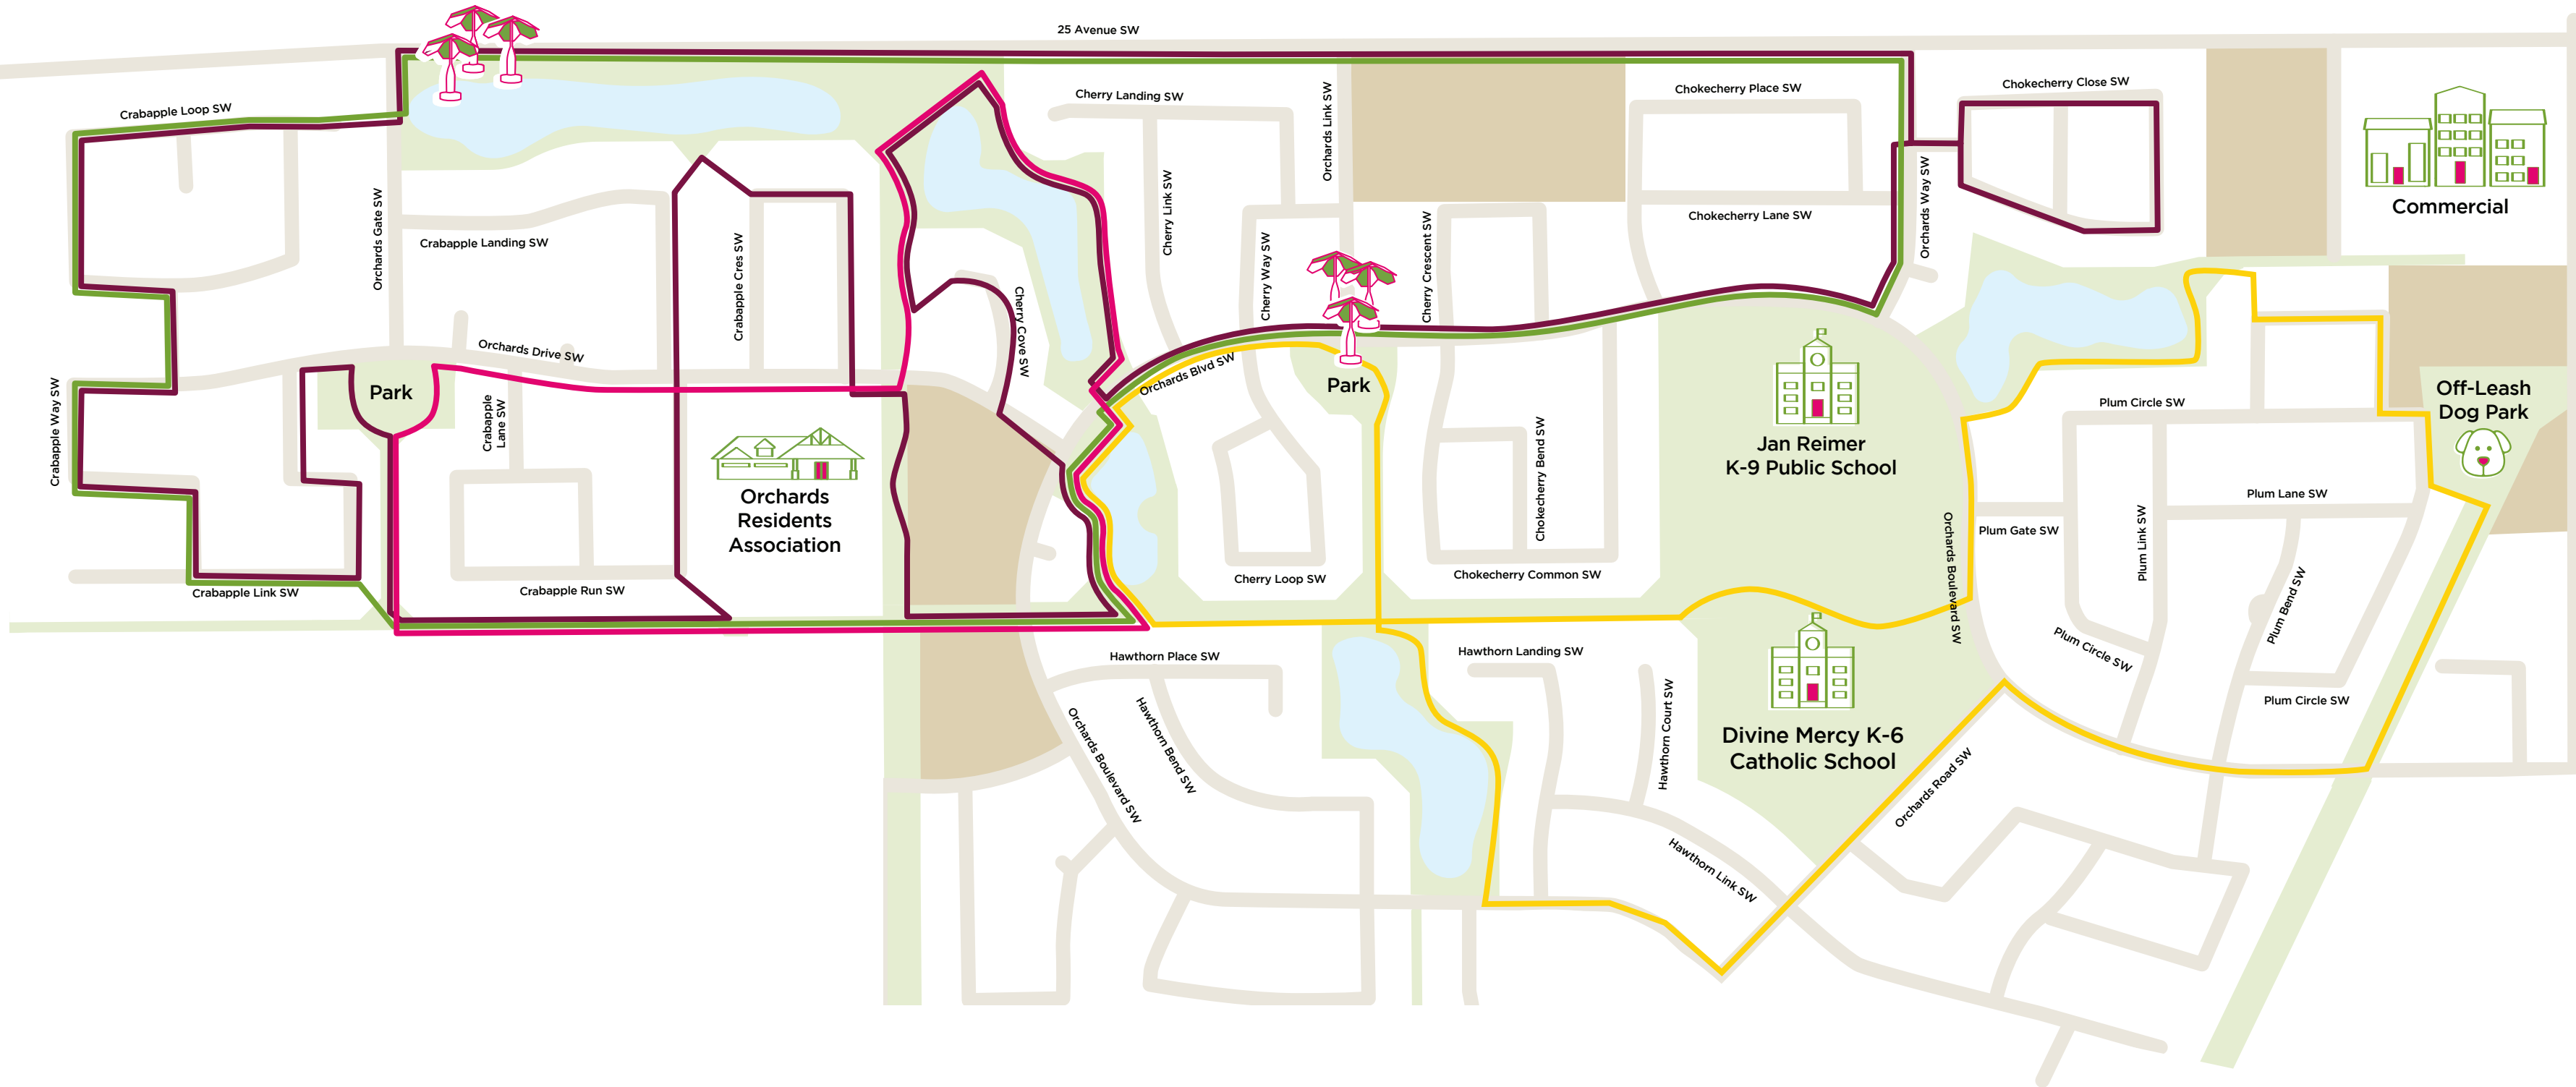 25 Avenue SW
Crabapple Loop SW
Cherry Landing SW
Orchards Link SW
Chokecherry Place SW
Chokecherry Close SW
Commercial
Orchards Gate SW
Crabapple Landing SW
Crabapple Cres SW
Cherry Link SW
Cherry Way SW
Cherry Crescent SW
Chokecherry Lane SW
Orchards Way SW
Orchards Drive SW
Cherry Cove SW
Orchards Blvd SW
Park
Park
Crabapple Way SW
Crabapple
Lane SW
Orchards
Residents
Association
Jan Reimer
K-9 Public School
Off-Leash
Dog Park
Plum Circle SW
Chokecherry Bend SW
Plum Lane SW
Plum Gate SW
Plum Link SW
Orchards Boulevard SW
Crabapple Link SW
Crabapple Run SW
Cherry Loop SW
Chokecherry Common SW
Plum Bend SW
Plum Circle SW
Plum Circle SW
Hawthorn Place SW
Hawthorn Landing SW
Hawthorn Court SW
Hawthorn Bend SW
Orchards Boulevard SW
Divine Mercy K-6
Catholic School
Orchards Road SW
Hawthorn Link SW